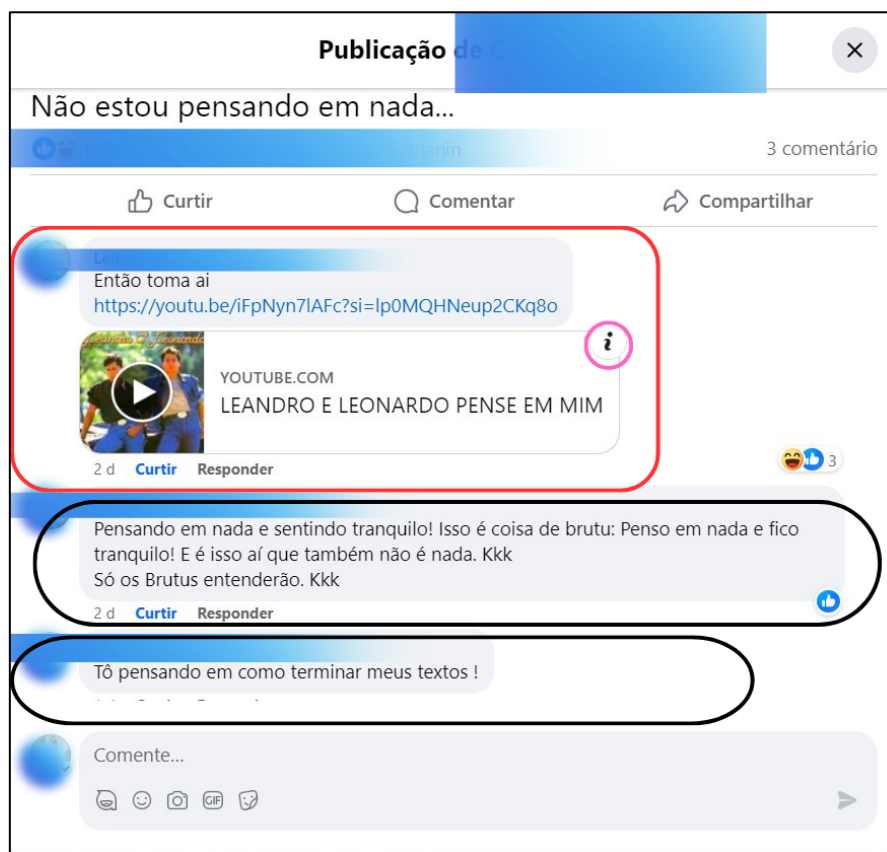 Publicação de
Não estou pensando em nada...
3 comentário
Curtir
Comentar
Compartilhar
Então toma ai
https://youtu.be/iFpNyn7lAFc?si=lp0MQHNeup2CKq8o
i
YOUTUBE.COM
LEANDRO E LEONARDO PENSE EM MIM
2 d Curtir Responder
3
Pensando em nada e sentindo tranquilo! Isso é coisa de brutu: Penso em nada e fico
tranquilo! E é isso aí que também não é nada. Kkk
Só os Brutus entenderão. Kkk
2 d Curtir Responder
Tô pensando em como terminar meus textos !
Comente...
GIF